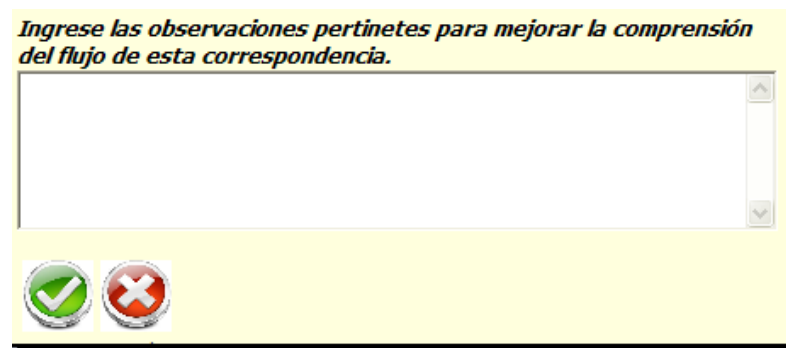 Ingrese las observaciones pertinetes para mejorar la comprensión
del flujo de esta correspondencia.